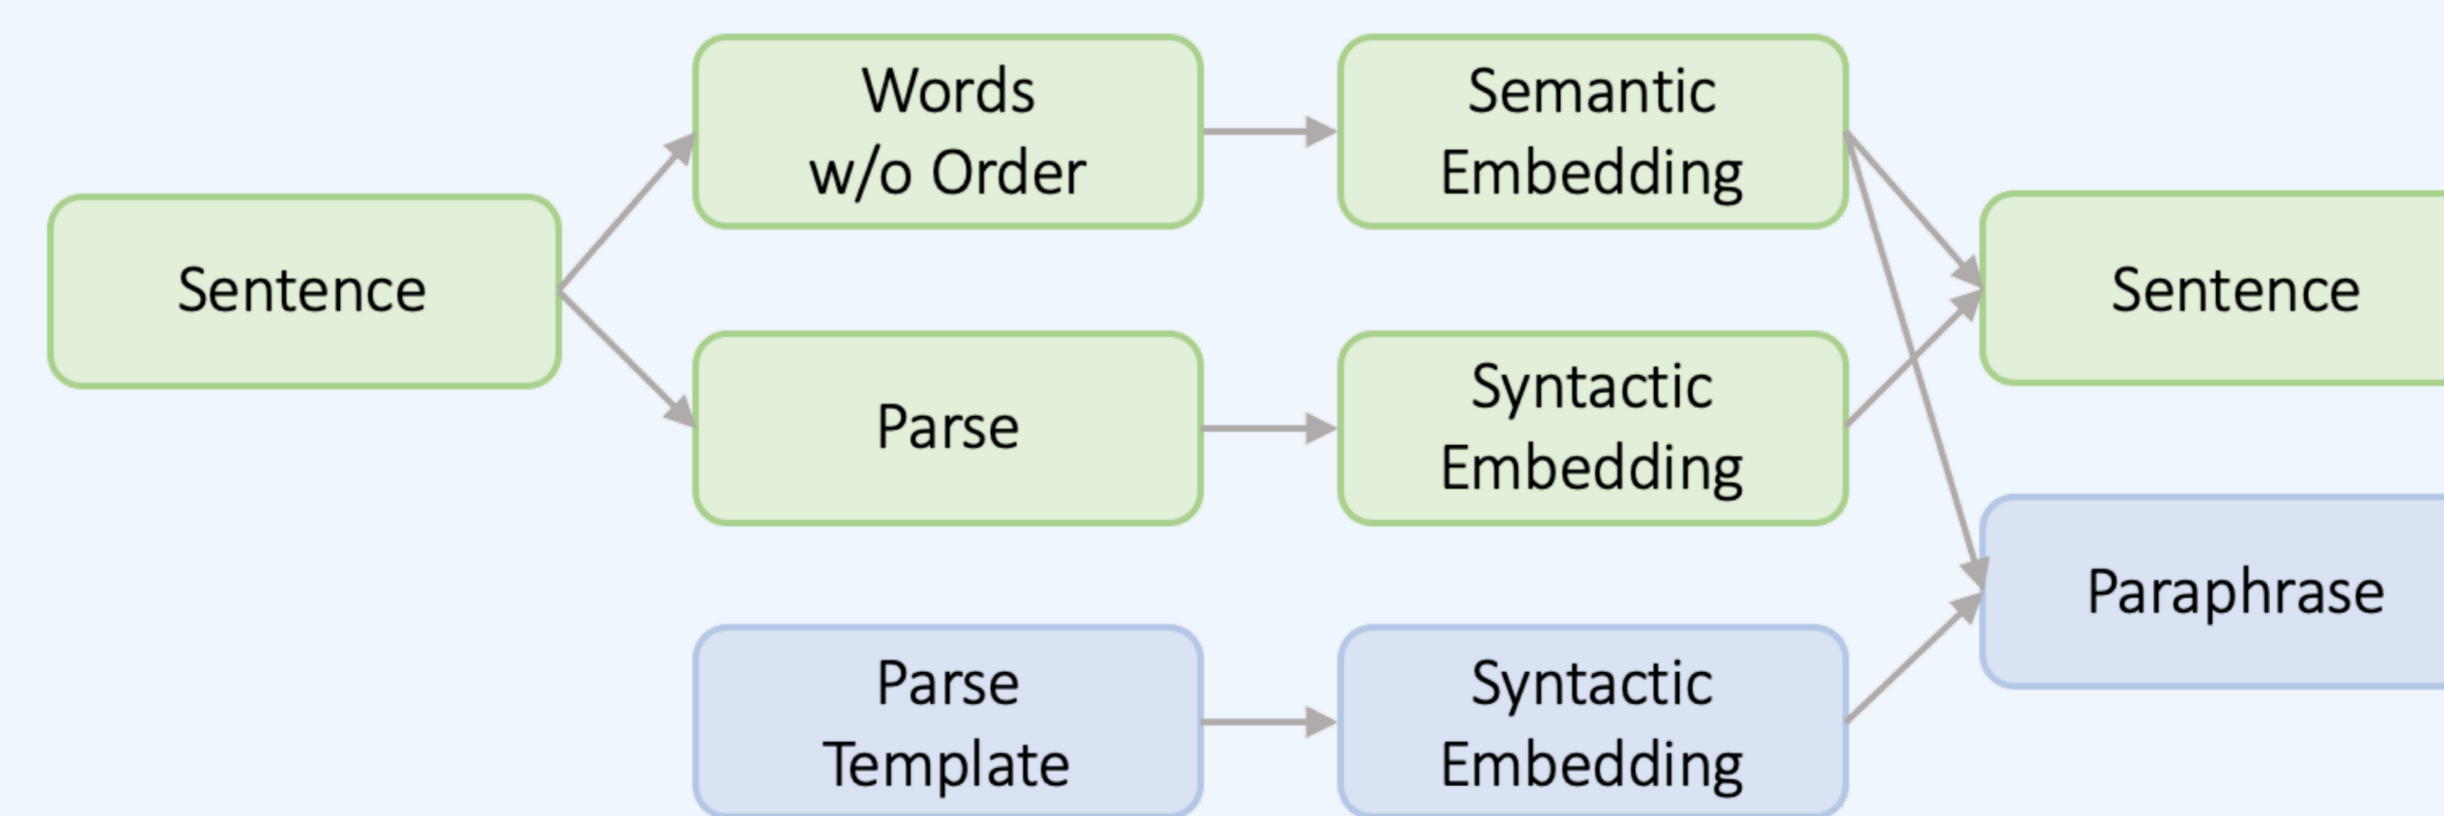 Sentence
Words
w/o Order
Parse
Parse
Template
Semantic
Embedding
Syntactic
Embedding
Syntactic
Embedding
Sentence
Paraphrase